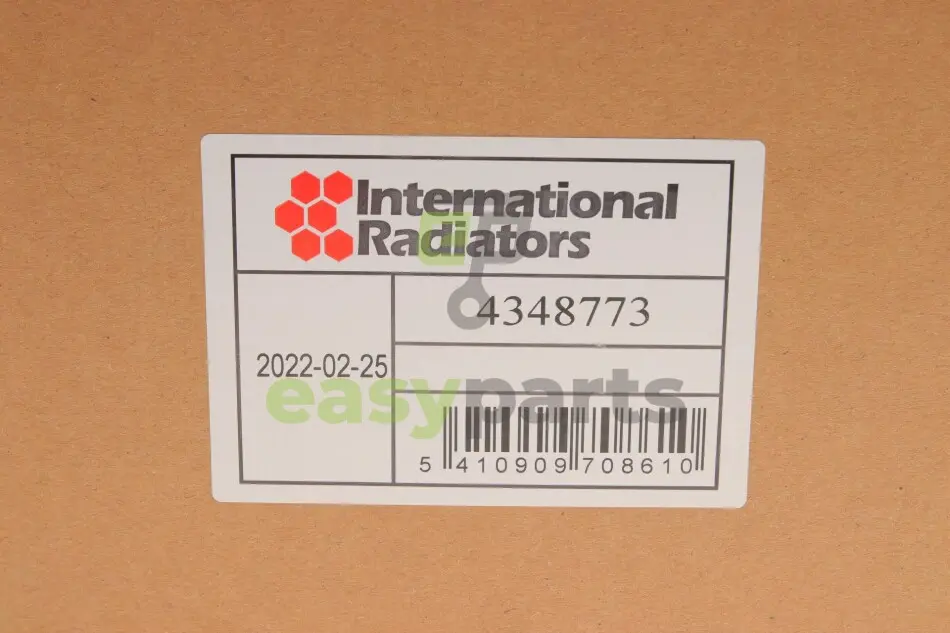 International
Radiators
4348773
2022-02-25
easyparts
5 410909 708610